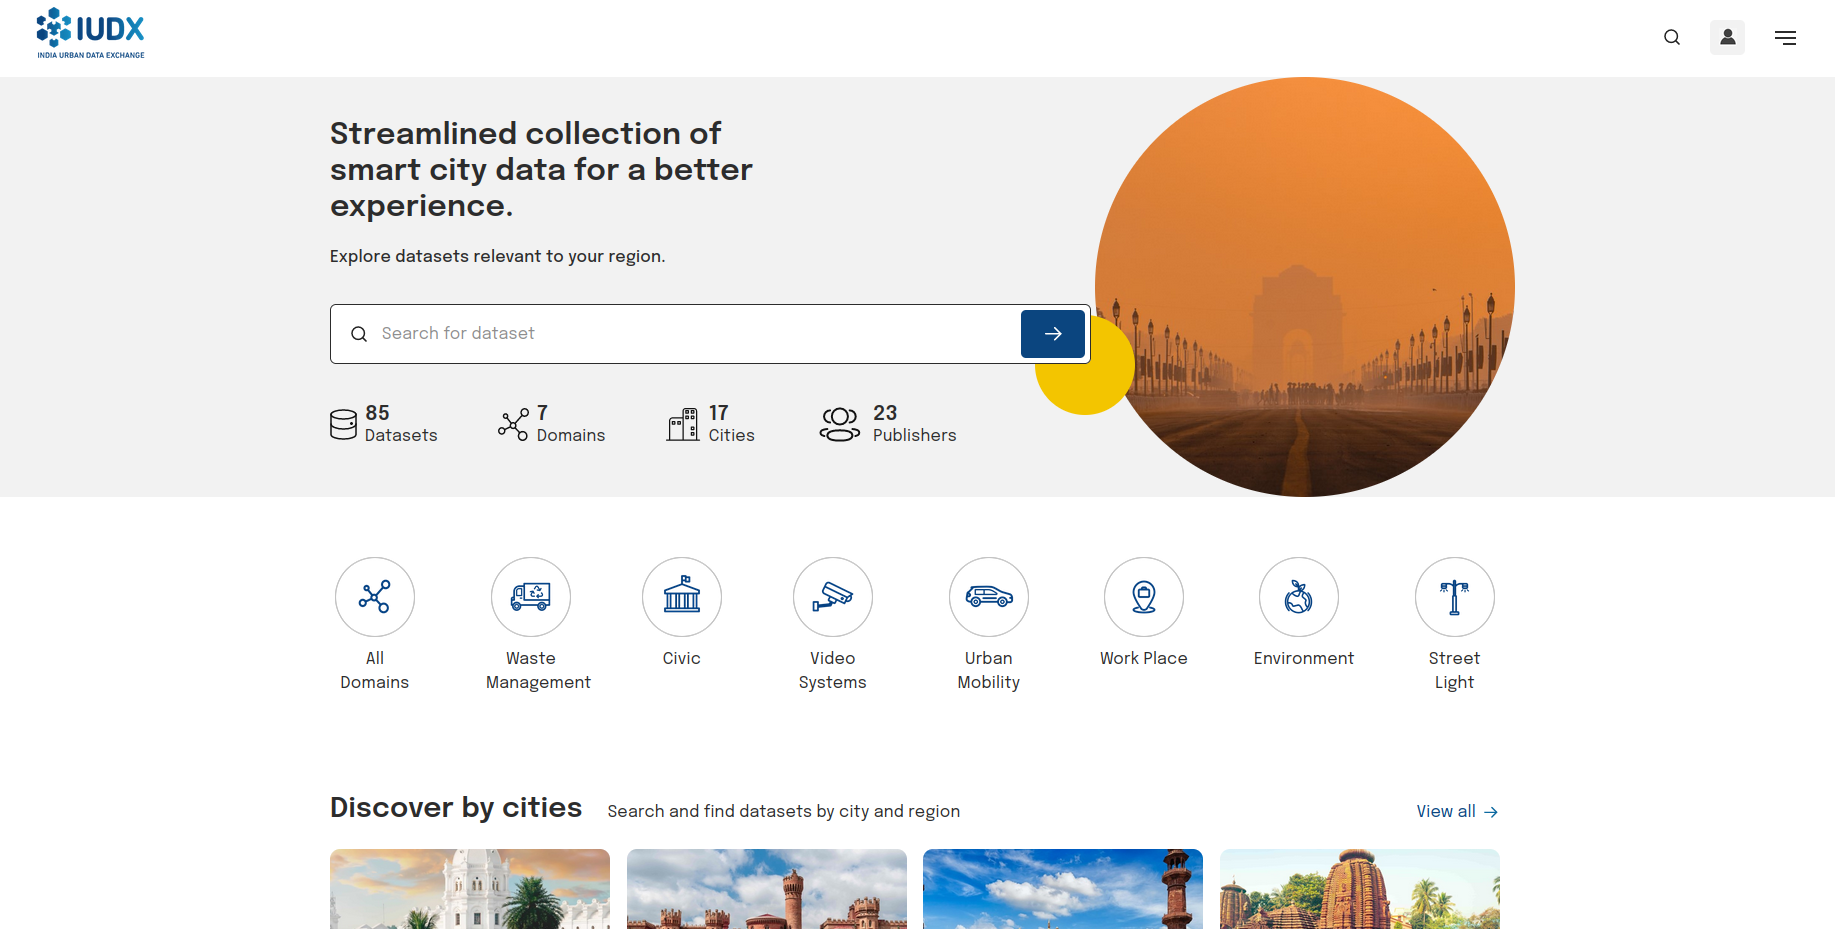 IUDX
INDIA URBAN DATA EXCHANGE
Streamlined collection of
smart city data for a better
experience.
Explore datasets relevant to your region.
Search for dataset
85
Datasets
7
Domains
17
Cities
23
Publishers
All
Domains
Waste
Management
Civic
Video
Systems
Urban
Mobility
Work Place
Environment
Street
Light
Discover by cities
Search and find datasets by city and region
View all